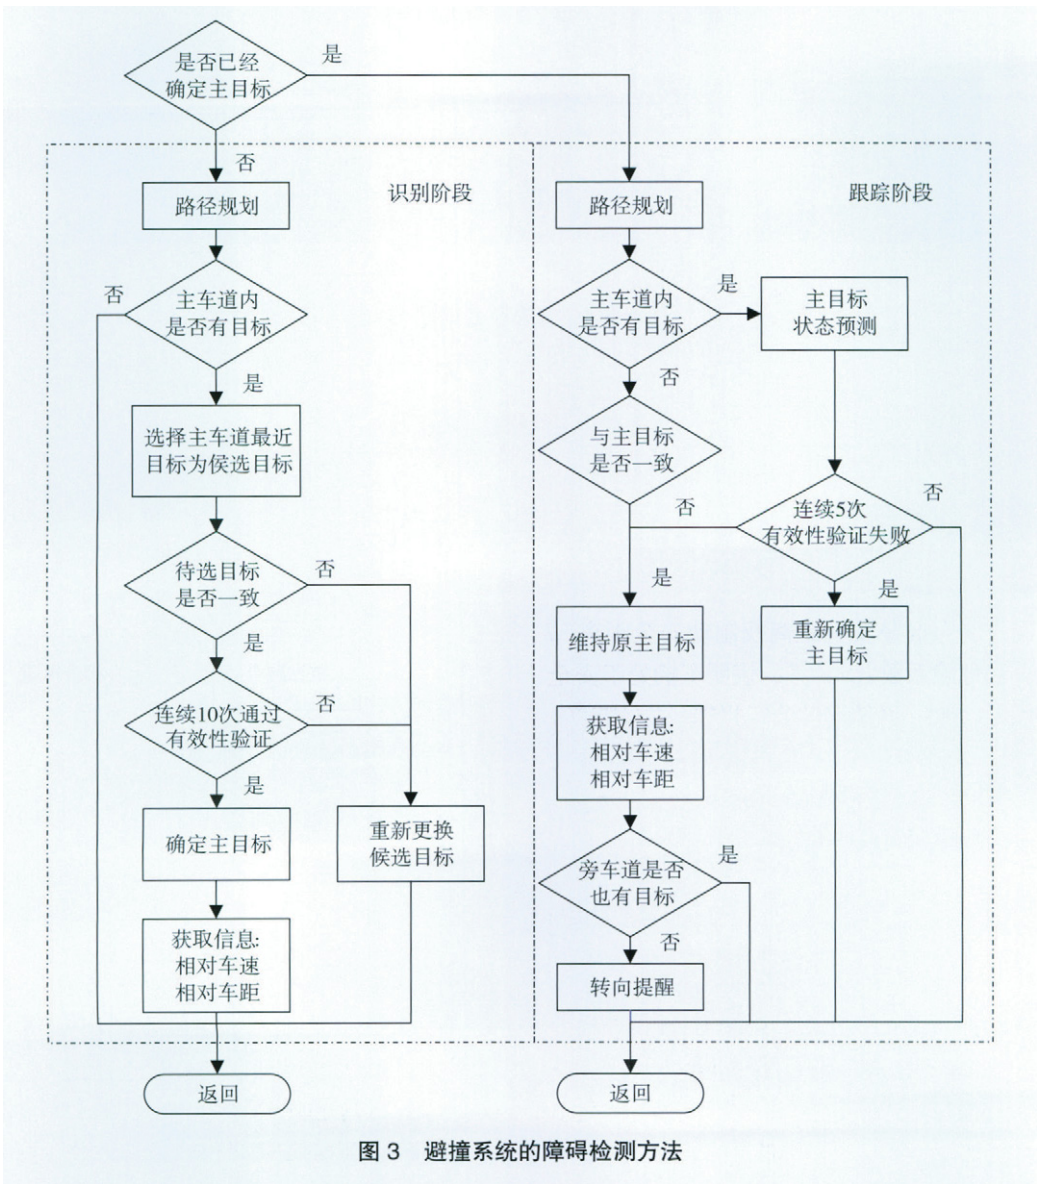 是否已经
确定主目标
是
否
识别阶段
跟踪阶段
路径规划
主车道内
是否有目标
否
是
选择主车道最近
目标为侯选目标
待选目标
是否一致
否
是
连续10次通过
有效性验证
否
是
确定主目标
重新更换
侯选目标
获取信息:
相对车速
相对车距
返回
路径规划
主车道内
是否有目标
是
主目标
状态预测
否
与主目标
是否一致
否
连续5次
有效性验证失败
否
是
是
维持原主目标
重新确定
主目标
获取信息:
相对车速
相对车距
旁车道是否
也有目标
是
否
转向提醒
返回
图 3 避撞系统的障碍检测方法